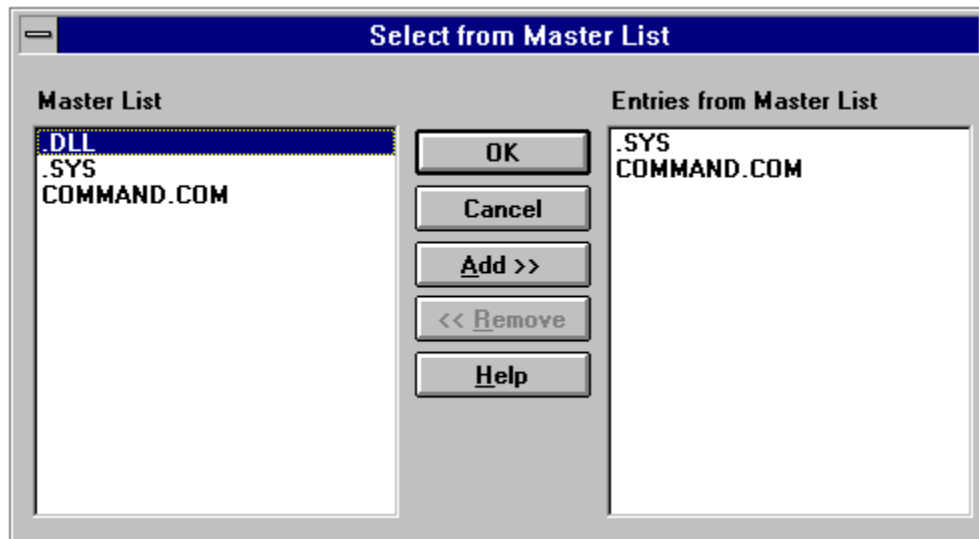 Select from Master List
Master List
.DLL
.SYS
COMMAND.COM
OK
Cancel
Add >>
<< Remove
Help
Entries from Master List
.SYS
COMMAND.COM